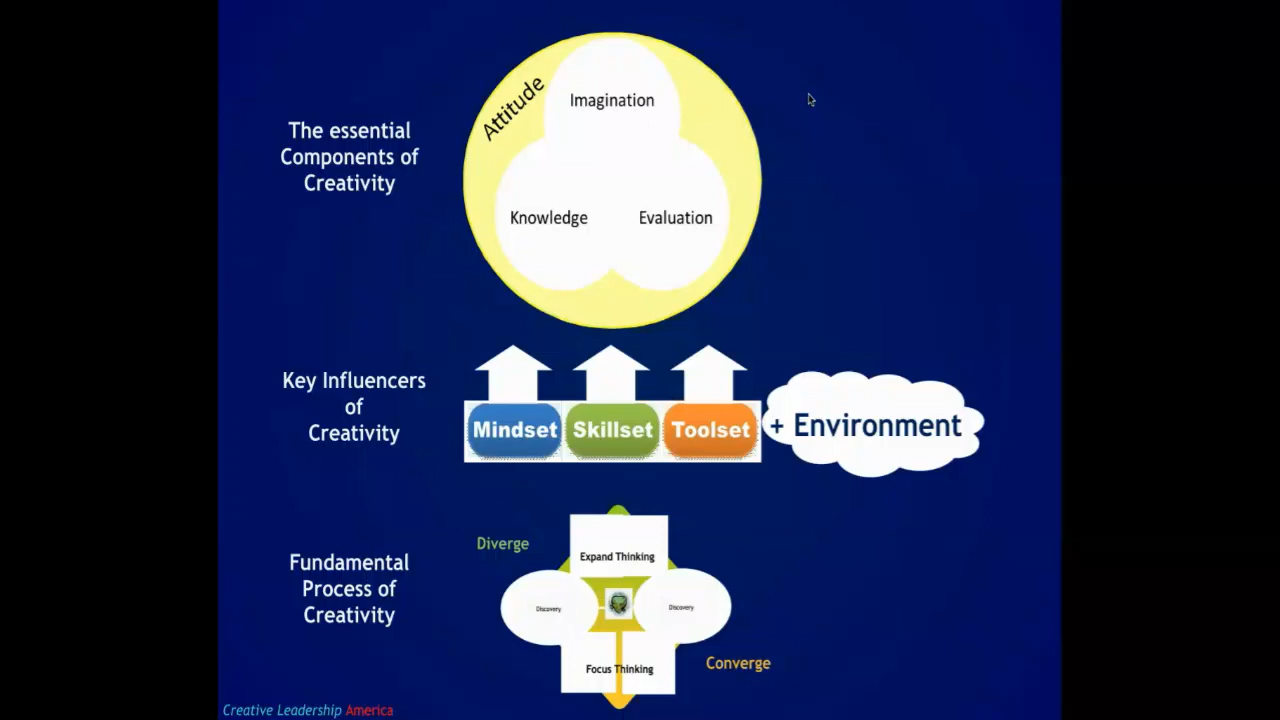 The essential
Components of
Creativity
Attitude
Imagination
Knowledge
Evaluation
Key Influencers
of
Creativity
Mindset
Skillset
Toolset
+ Environment
Fundamental
Process of
Creativity
Diverge
Expand Thinking
Discovery
Discovery
Focus Thinking
Converge
Creative Leadership America